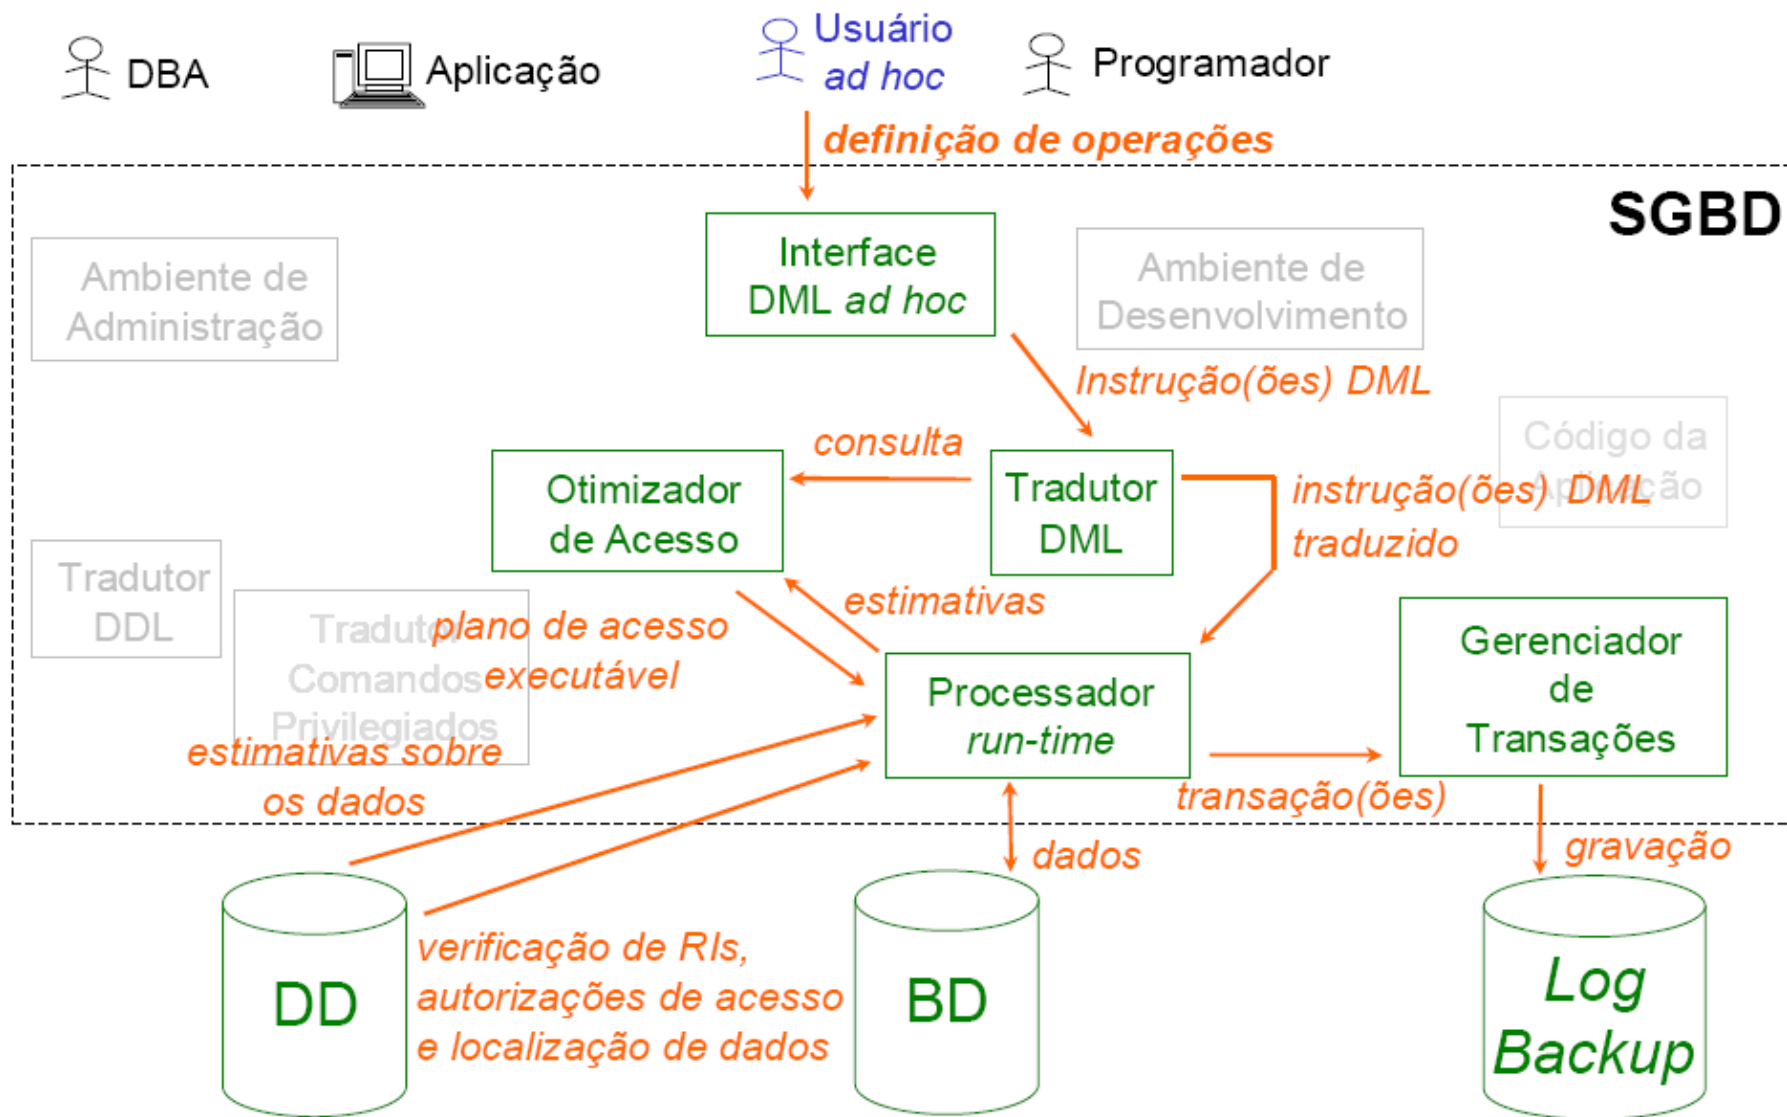 DBA
Aplicação
Usuário
ad hoc
Programador
definição de operações
SGBD
Ambiente de
Administração
Interface
DML ad hoc
Ambiente de
Desenvolvimento
Instrução(ões) DML
Código da
Aplicação
consulta
Otimizador
de Acesso
Tradutor
DML
instrução(ões) DML
traduzido
Tradutor
DDL
Tradutor
Comandos
Privilegiados
plano de acesso
executável
estimativas
Processador
run-time
Gerenciador
de
Transações
estimativas sobre
os dados
transação(ões)
dados
gravação
DD
verificação de RIs,
autorizações de acesso
e localização de dados
BD
Log
Backup